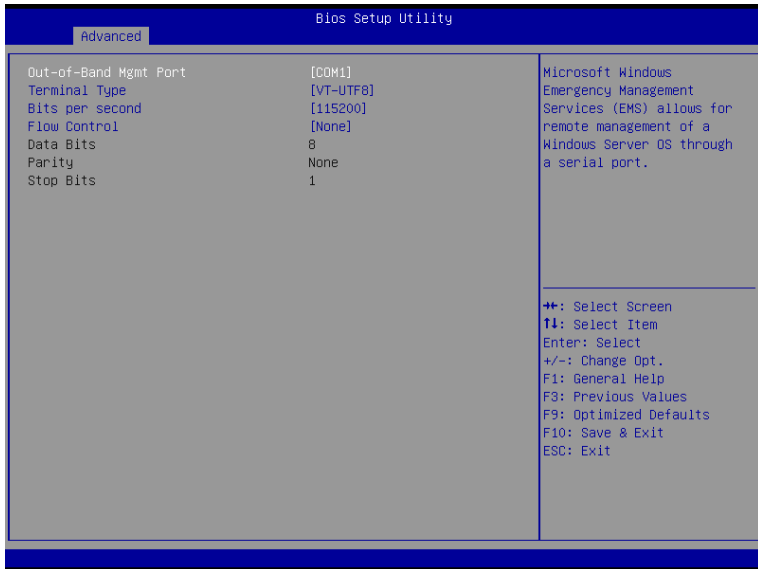 Bios Setup Utility
Advanced
Out-of-Band Mgmt Port [COM1]
Terminal Type [VT-UTF8]
Bits per second [115200]
Flow Control [None]
Data Bits 8
Parity None
Stop Bits 1
Microsoft Windows
Emergency Management
Services (EMS) allows for
remote management of a
Windows Server OS through
a serial port.
→←: Select Screen
↑↓: Select Item
Enter: Select
+/-: Change Opt.
F1: General Help
F3: Previous Values
F9: Optimized Defaults
F10: Save & Exit
ESC: Exit